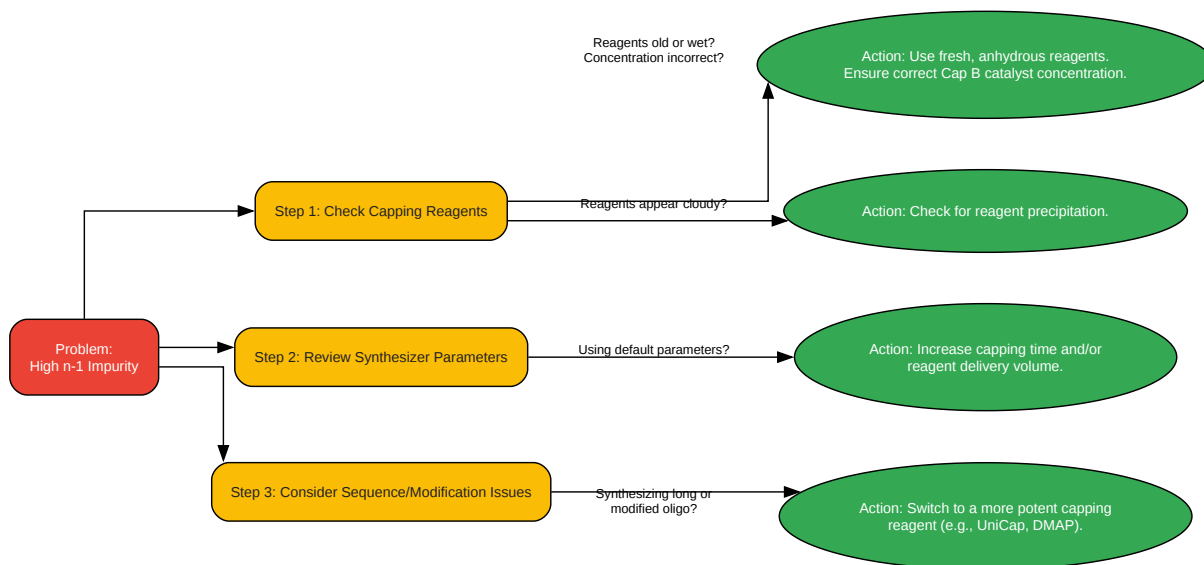 Reagents old or wet?
Concentration incorrect?
Action: Use fresh, anhydrous reagents.
Ensure correct Cap B catalyst concentration.
Step 1: Check Capping Reagents
Reagents appear cloudy?
Action: Check for reagent precipitation.
Problem:
High n-1 Impurity
Step 2: Review Synthesizer Parameters
Using default parameters?
Action: Increase capping time and/or
reagent delivery volume.
Step 3: Consider Sequence/Modification Issues
Synthesizing long or
modified oligo?
Action: Switch to a more potent capping
reagent (e.g., UniCap, DMAP).